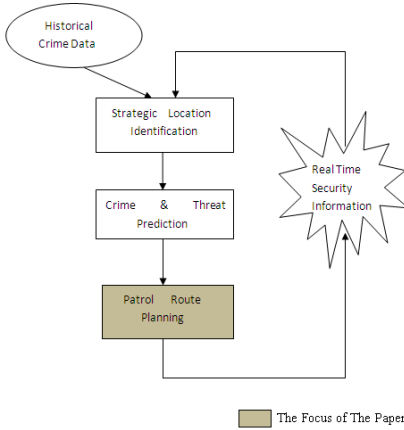 Historical
Crime Data
Strategic Location
Identification
Real Time
Security
Information
Crime & Threat
Prediction
Patrol Route
Planning
The Focus of The Paper